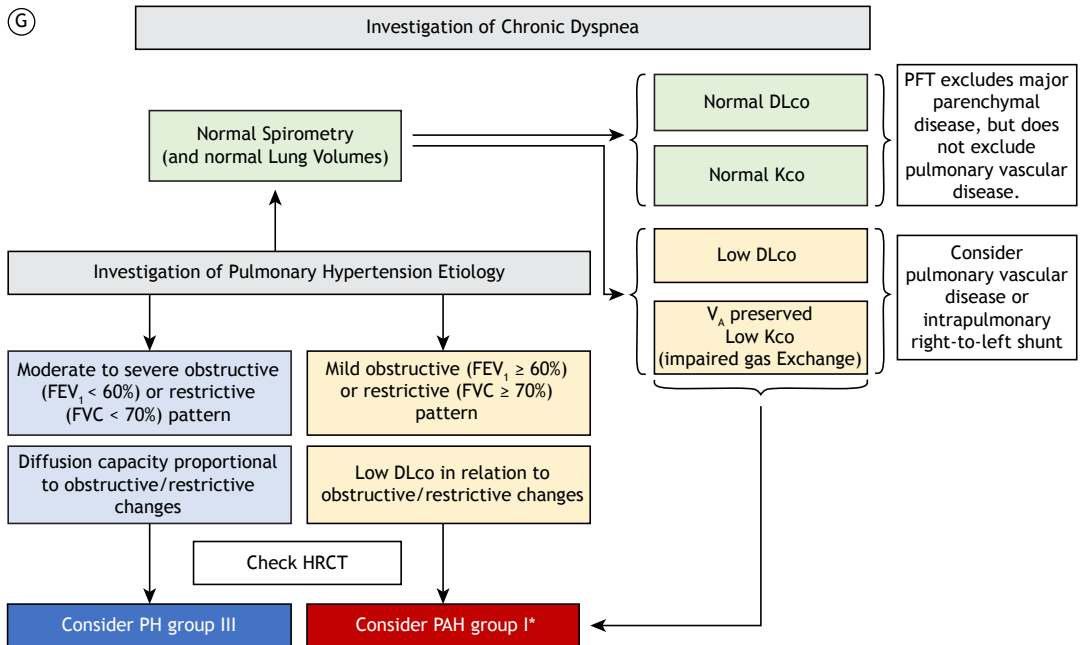 G
Investigation of Chronic Dyspnea
Normal Spirometry
(and normal Lung Volumes)
Normal DLco
Normal Kco
PFT excludes major
parenchymal
disease, but does
not exclude
pulmonary vascular
disease.
Investigation of Pulmonary Hypertension Etiology
Low DLco
V_A preserved
Low Kco
(impaired gas Exchange)
Consider
pulmonary vascular
disease or
intrapulmonary
right-to-left shunt
Moderate to severe obstructive
(FEV₁ < 60%) or restrictive
(FVC < 70%) pattern
Mild obstructive (FEV₁ ≥ 60%)
or restrictive (FVC ≥ 70%)
pattern
Diffusion capacity proportional
to obstructive/restrictive
changes
Low DLco in relation to
obstructive/restrictive changes
Check HRCT
Consider PH group III
Consider PAH group I*